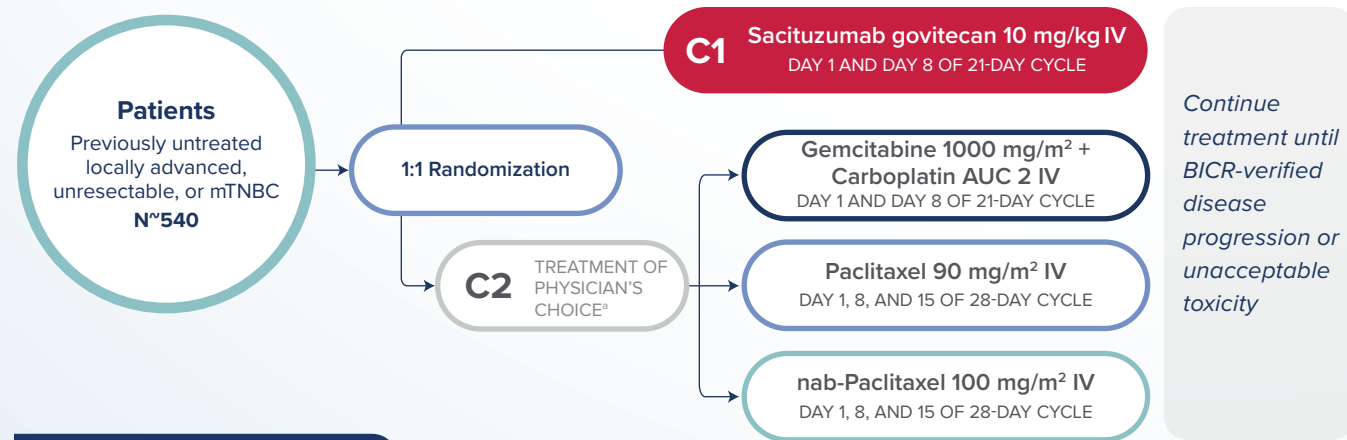 Patients
Previously untreated
locally advanced,
unresectable, or mTNBC
N~540
1:1 Randomization
C1
Sacituzumab govitecan 10 mg/kg IV
DAY 1 AND DAY 8 OF 21-DAY CYCLE
C2
TREATMENT OF
PHYSICIAN'S
CHOICEᵃ
Gemcitabine 1000 mg/m² +
Carboplatin AUC 2 IV
DAY 1 AND DAY 8 OF 21-DAY CYCLE
Paclitaxel 90 mg/m² IV
DAY 1, 8, AND 15 OF 28-DAY CYCLE
nab-Paclitaxel 100 mg/m² IV
DAY 1, 8, AND 15 OF 28-DAY CYCLE
Continue
treatment until
BICR-verified
disease
progression or
unacceptable
toxicity